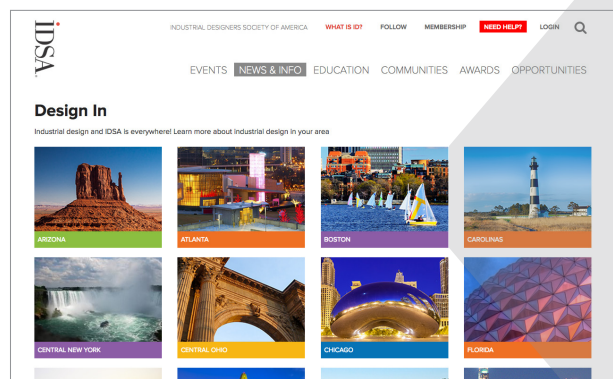 IDSA
INDUSTRIAL DESIGNERS SOCIETY OF AMERICA WHAT IS ID? FOLLOW MEMBERSHIP NEED HELP? LOGIN
EVENTS NEWS & INFO EDUCATION COMMUNITIES AWARDS OPPORTUNITIES
Design In
Industrial design and IDSA is everywhere! Learn more about industrial design in your area
ARIZONA ATLANTA BOSTON CAROLINAS
CENTRAL NEW YORK CENTRAL OHIO CHICAGO FLORIDA